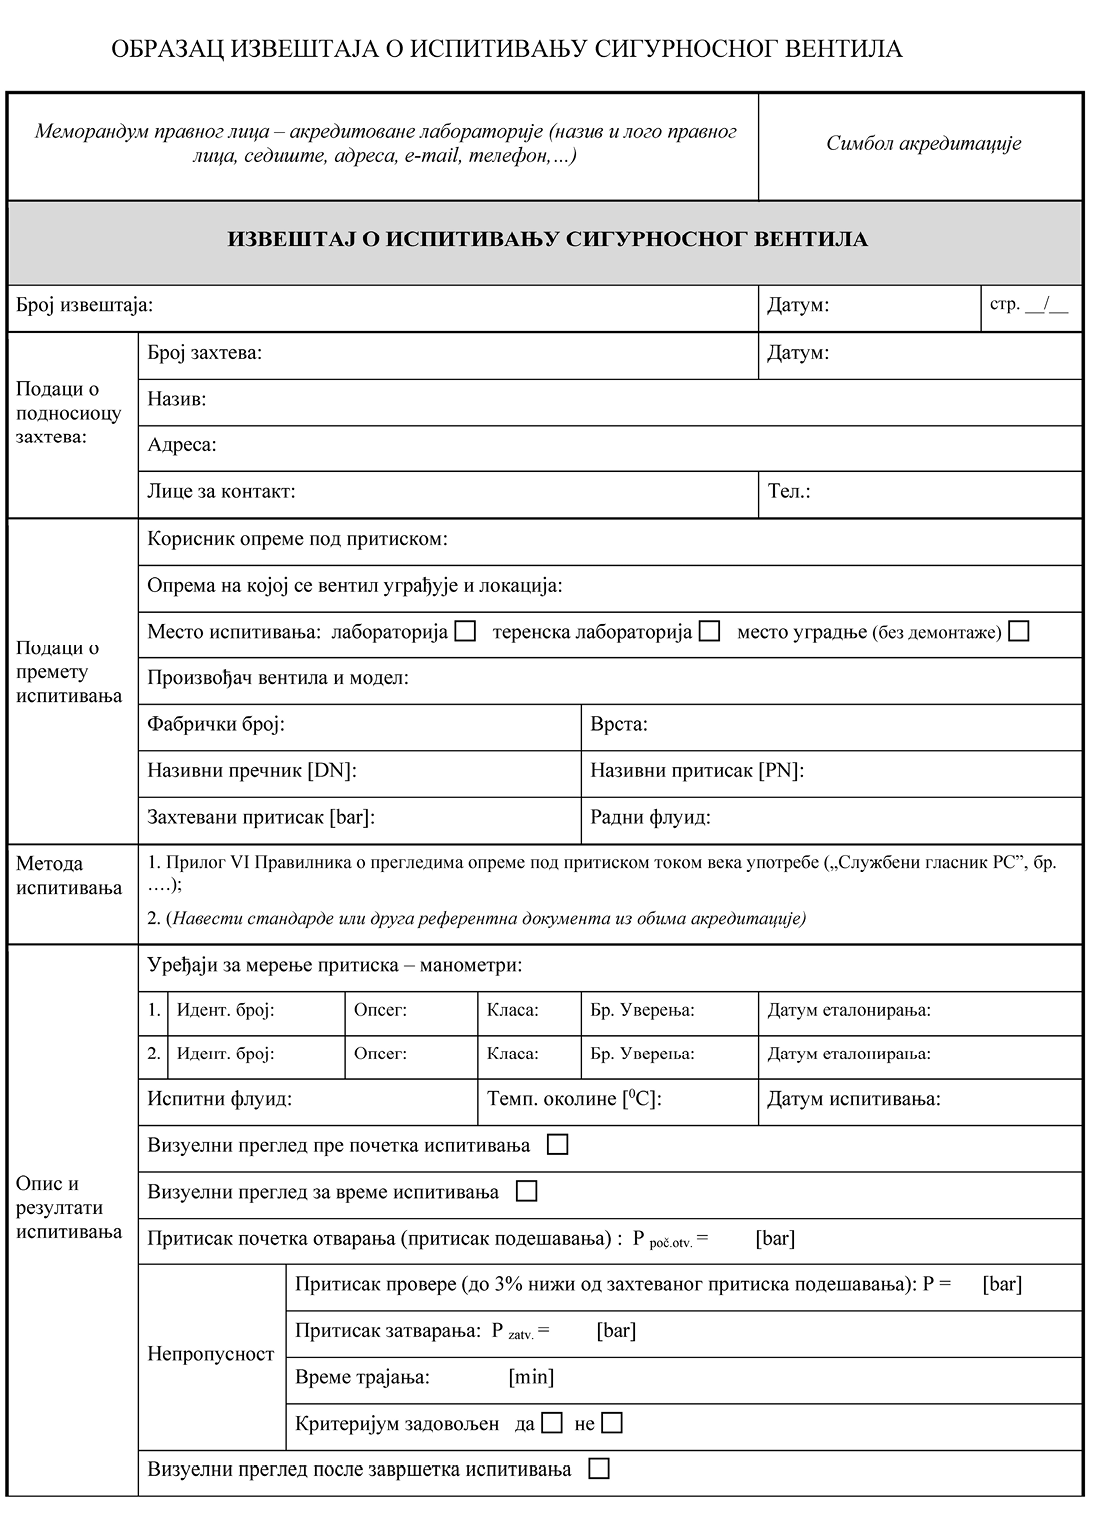 ОБРАЗАЦ ИЗВЕШТАЈА О ИСПИТИВАЊУ СИГУРНОСНОГ ВЕНТИЛА
Меморандум правног лица – акредитоване лабораторије (назив и лого правног
лица, седиште, адреса, e-mail, телефон,…)
Симбол акредитације
ИЗВЕШТАЈ О ИСПИТИВАЊУ СИГУРНОСНОГ ВЕНТИЛА
Број извештаја:
Датум:
стр. __/__
Подаци о
подносиоцу
захтева:
Број захтева:
Датум:
Назив:
Адреса:
Лице за контакт:
Тел.:
Подаци о
премету
испитивања
Корисник опреме под притиском:
Опрема на којој се вентил уграђује и локација:
Место испитивања: лабораторија □ теренска лабораторија □ место уградње (без демонтаже) □
Произвођач вентила и модел:
Фабрички број:
Врста:
Називни пречник [DN]:
Називни притисак [PN]:
Захтевани притисак [bar]:
Радни флуид:
Метода
испитивања
1. Прилог VI Правилника о прегледима опреме под притиском током века употребе („Службени гласник РС”, бр.
….);
2. (Навести стандарде или друга референтна документа из обима акредитације)
Опис и
резултати
испитивања
Уређаји за мерење притиска – манометри:
1. Идент. број: Опсег: Класа: Бр. Уверења: Датум еталонирања:
2. Идент. број: Опсег: Класа: Бр. Уверења: Датум еталонирања:
Испитни флуид: Темп. околине [⁰C]: Датум испитивања:
Визуелни преглед пре почетка испитивања □
Визуелни преглед за време испитивања □
Притисак почетка отварања (притисак подешавања) : P poč.otv. = [bar]
Непропусност
Притисак провере (до 3% нижи од захтеваног притиска подешавања): P = [bar]
Притисак затварања: P zatv. = [bar]
Време трајања: [min]
Критеријум задовољен да □ не □
Визуелни преглед после завршетка испитивања □